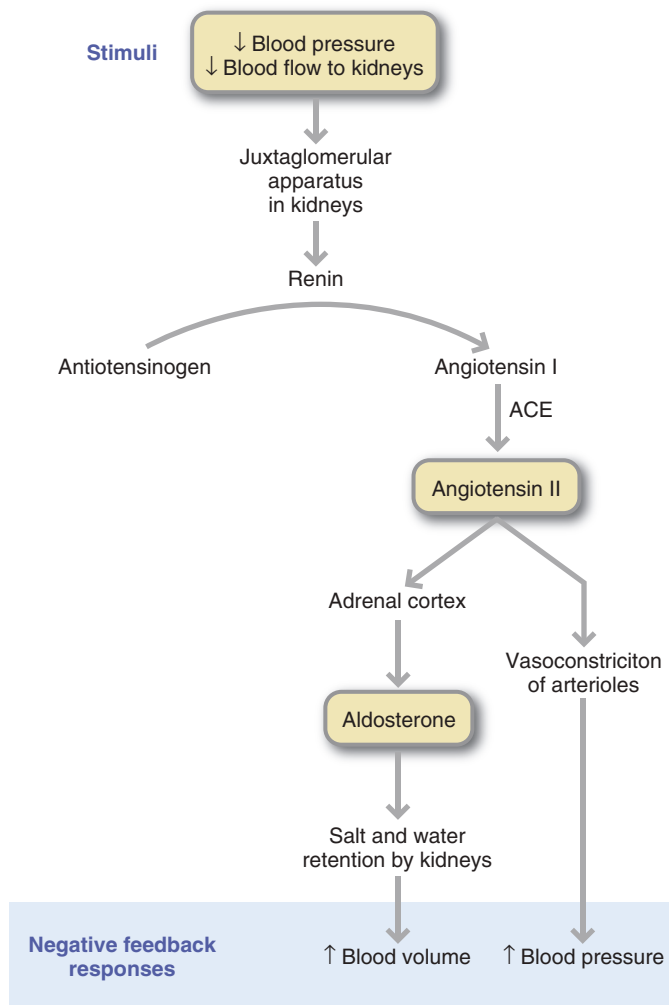 Stimuli
↓ Blood pressure
↓ Blood flow to kidneys
Juxtaglomerular
apparatus
in kidneys
Renin
Antiotensinogen
Angiotensin I
ACE
Angiotensin II
Adrenal cortex
Vasoconstriciton
of arterioles
Aldosterone
Salt and water
retention by kidneys
Negative feedback
responses
↑ Blood volume
↑ Blood pressure